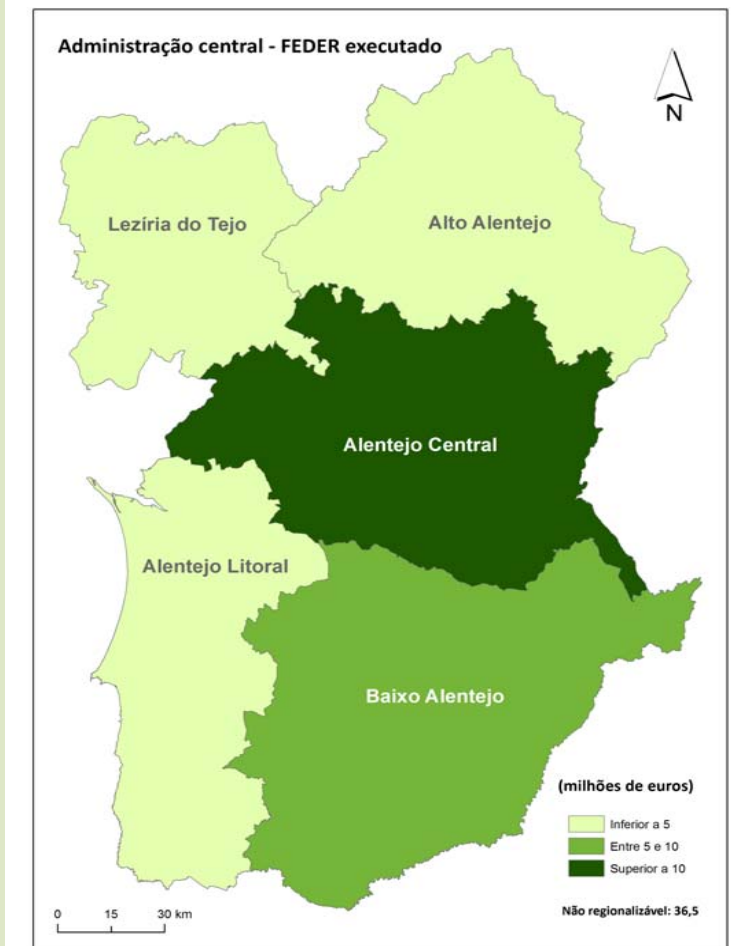 Administração central - FEDER executado
N
Lezíria do Tejo
Alto Alentejo
Alentejo Central
Alentejo Litoral
Baixo Alentejo
(milhões de euros)
Inferior a 5
Entre 5 e 10
Superior a 10
Não regionalizável: 36,5
0 15 30 km